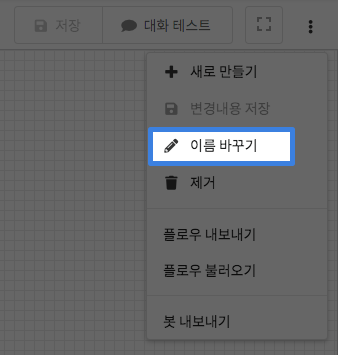 저장
대화 테스트
새로 만들기
변경내용 저장
이름 바꾸기
제거
플로우 내보내기
플로우 불러오기
봇 내보내기